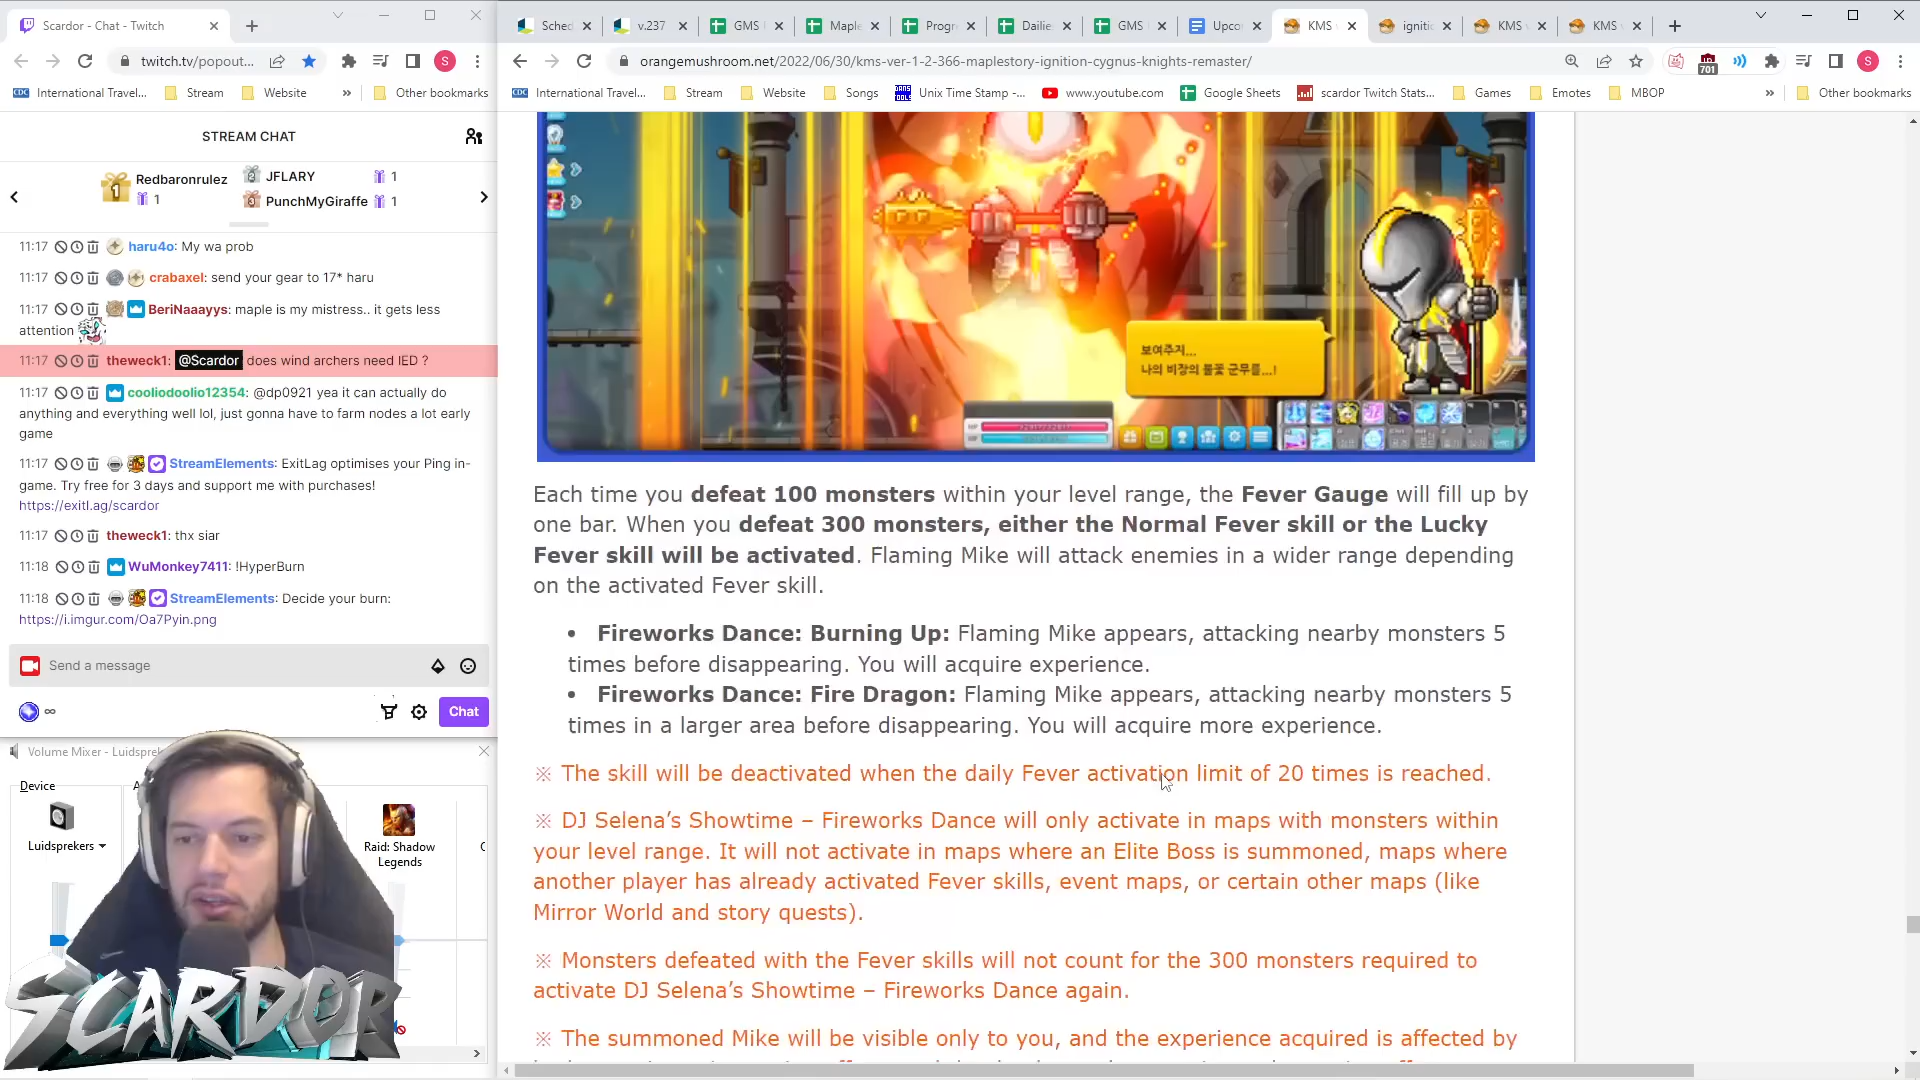 Scardor - Chat - Twitch
twitch.tv/popout...
S
International Travel...
Stream
Website
»
Other bookmarks
STREAM CHAT
Redbaronrulez
1
JFLARY 1
PunchMyGiraffe 1
11:17 haru4o: My wa prob
11:17 crabaxel: send your gear to 17* haru
11:17 BeriNaaayys: maple is my mistress.. it gets less
attention
11:17 theweck1: @Scardor does wind archers need IED ?
11:17 cooliodoolio12354: @dp0921 yea it can actually do
anything and everything well lol, just gonna have to farm nodes a lot early
game
11:17 StreamElements: ExitLag optimises your Ping in-
game. Try free for 3 days and support me with purchases!
https://exitl.ag/scardor
11:17 theweck1: thx siar
11:18 WuMonkey7411: !HyperBurn
11:18 StreamElements: Decide your burn:
https://i.imgur.com/Oa7Pyin.png
Send a message
∞
Chat
Volume Mixer - Luidsprek
Device
A
Luidsprekers
Raid: Shadow
Legends
SCARDOR
Sched
v.237
GMS
Maple
Progr
Dailie
GMS
Upco
KMS
igniti
KMS
KMS
orangemushroom.net/2022/06/30/kms-ver-1-2-366-maplestory-ignition-cygnus-knights-remaster/
701
S
International Travel...
Stream
Website
Songs
Unix Time Stamp -...
www.youtube.com
Google Sheets
scardor Twitch Stats...
Games
Emotes
MBOP
»
Other bookmarks
보여주지...
나의 비장의 불꽃 군무를...!
Each time you defeat 100 monsters within your level range, the Fever Gauge will fill up by
one bar. When you defeat 300 monsters, either the Normal Fever skill or the Lucky
Fever skill will be activated. Flaming Mike will attack enemies in a wider range depending
on the activated Fever skill.
• Fireworks Dance: Burning Up: Flaming Mike appears, attacking nearby monsters 5
times before disappearing. You will acquire experience.
• Fireworks Dance: Fire Dragon: Flaming Mike appears, attacking nearby monsters 5
times in a larger area before disappearing. You will acquire more experience.
※ The skill will be deactivated when the daily Fever activation limit of 20 times is reached.
※ DJ Selena’s Showtime – Fireworks Dance will only activate in maps with monsters within
your level range. It will not activate in maps where an Elite Boss is summoned, maps where
another player has already activated Fever skills, event maps, or certain other maps (like
Mirror World and story quests).
※ Monsters defeated with the Fever skills will not count for the 300 monsters required to
activate DJ Selena’s Showtime – Fireworks Dance again.
※ The summoned Mike will be visible only to you, and the experience acquired is affected by